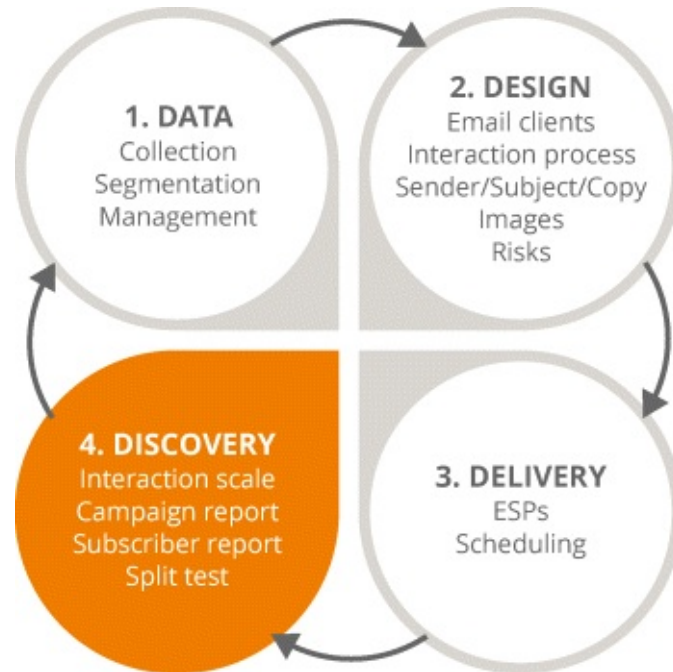 1. DATA
Collection
Segmentation
Management
2. DESIGN
Email clients
Interaction process
Sender/Subject/Copy
Images
Risks
3. DELIVERY
ESPs
Scheduling
4. DISCOVERY
Interaction scale
Campaign report
Subscriber report
Split test